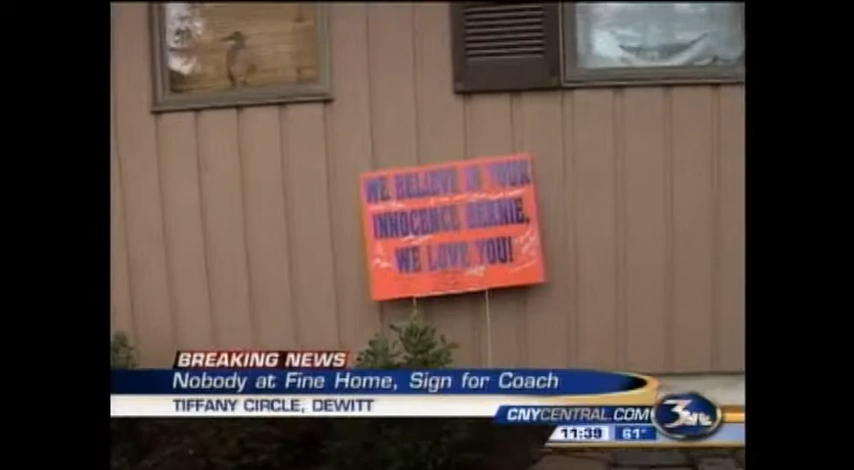 WE BELIEVE IN YOUR
INNOCENCE BERNIE,
WE LOVE YOU!
BREAKING NEWS
Nobody at Fine Home, Sign for Coach
TIFFANY CIRCLE, DEWITT
CNYCENTRAL.COM
3
11:39 61°